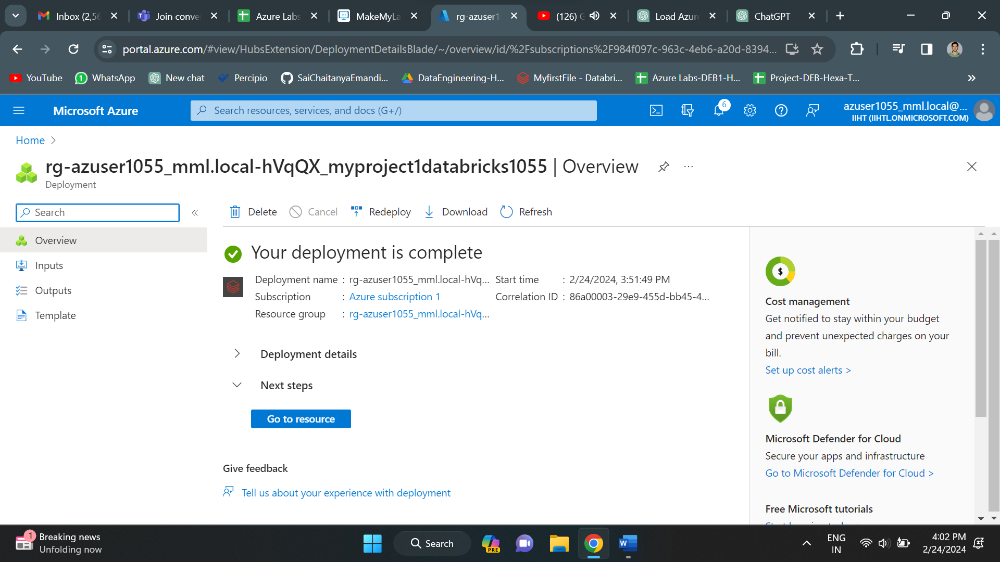 Inbox (2,56
Join conve
Azure Labs
MakeMyLa
rg-azuser1
(126) G
Load Azure
ChatGPT
portal.azure.com/#view/HubsExtension/DeploymentDetailsBlade/~/overview/id/%2Fsubscriptions%2F984f097c-963c-4eb6-a20d-8394...
YouTube
WhatsApp
New chat
Percipio
SaiChaitanyaEmandi...
DataEngineering-H...
MyfirstFile - Databri...
Azure Labs-DEB1-H...
Project-DEB-Hexa-T...
Microsoft Azure
Search resources, services, and docs (G+/)
6
azuser1055_mml.local@...
IIHT (IIHTL.ONMICROSOFT.COM)
Home
rg-azuser1055_mml.local-hVqQX_myproject1databricks1055 | Overview
Deployment
Search
Delete
Cancel
Redeploy
Download
Refresh
Overview
Inputs
Outputs
Template
Your deployment is complete
Deployment name : rg-azuser1055_mml.local-hVq...
Subscription : Azure subscription 1
Resource group : rg-azuser1055_mml.local-hVq...
Start time : 2/24/2024, 3:51:49 PM
Correlation ID : 86a00003-29e9-455d-bb45-4...
Deployment details
Next steps
Go to resource
Give feedback
Tell us about your experience with deployment
$
Cost management
Get notified to stay within your budget
and prevent unexpected charges on your
bill.
Set up cost alerts >
Microsoft Defender for Cloud
Secure your apps and infrastructure
Go to Microsoft Defender for Cloud >
Free Microsoft tutorials
1
Breaking news
Unfolding now
Search
PRE
W
ENG
IN
4:02 PM
2/24/2024